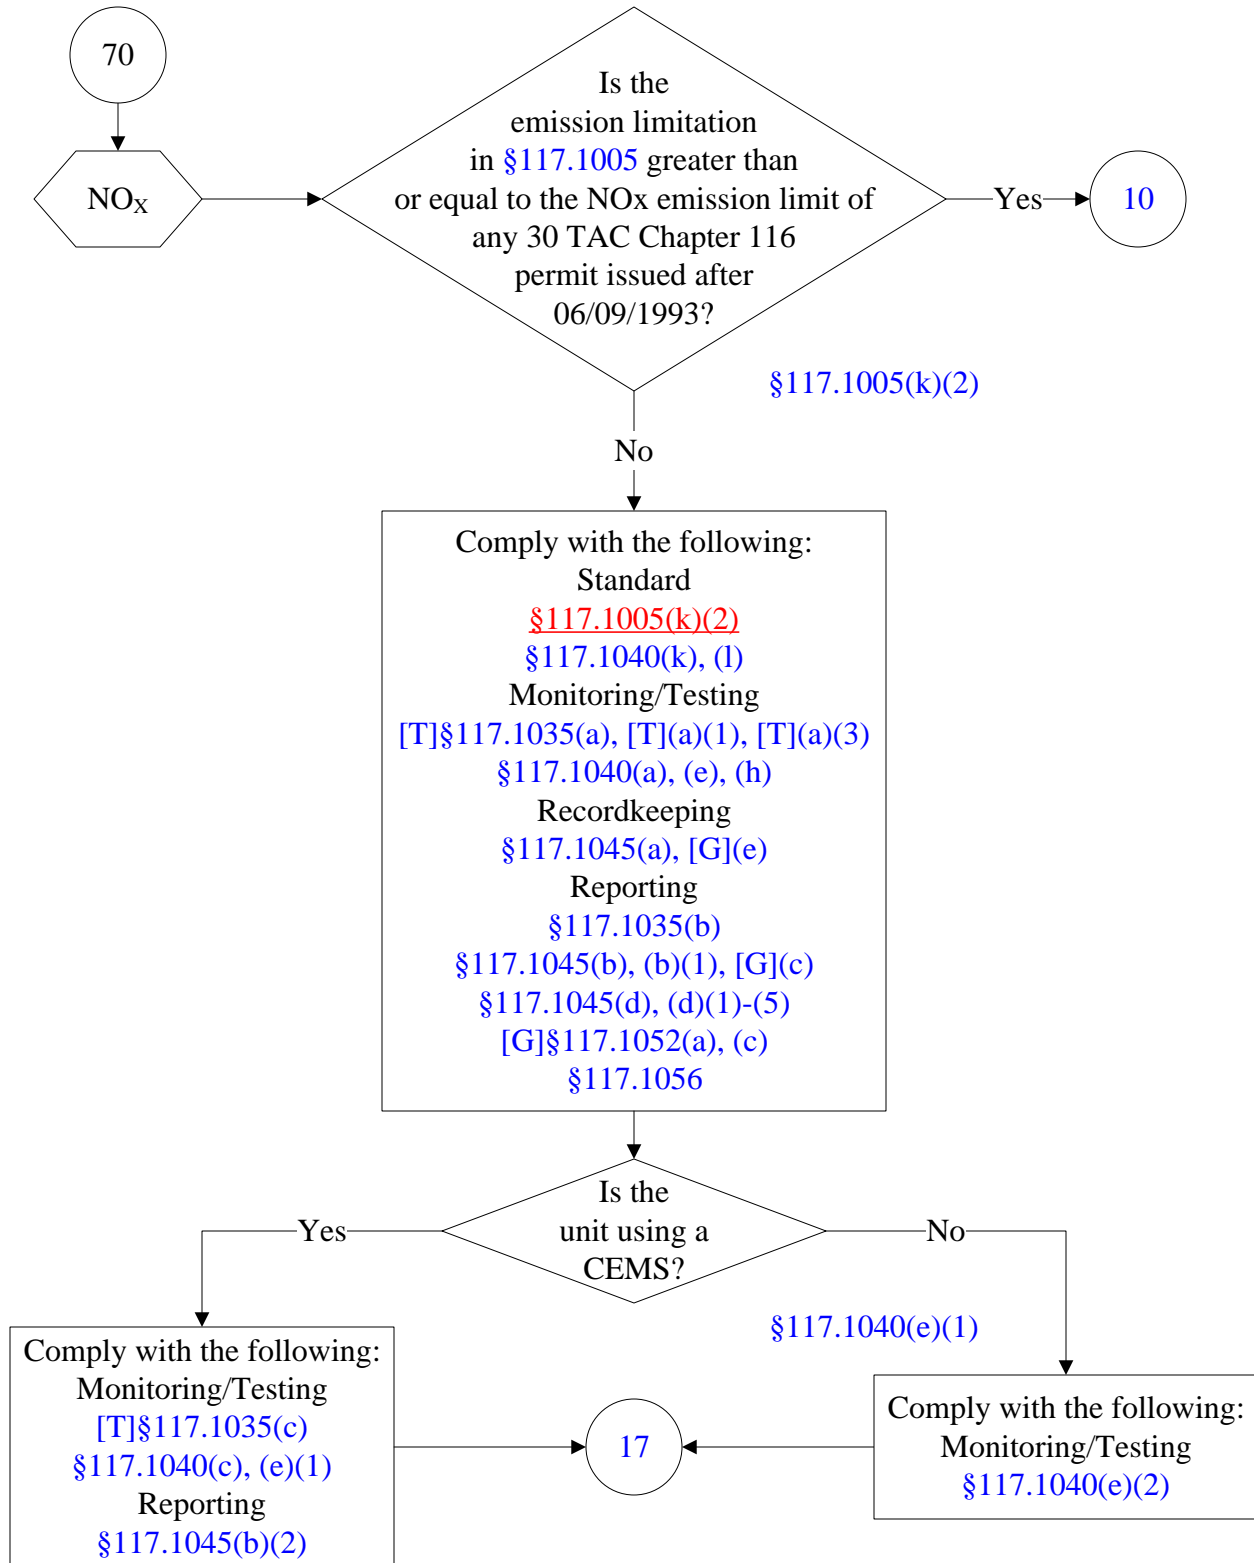 70
NOX
Is the
emission limitation
in §117.1005 greater than
or equal to the NOx emission limit of
any 30 TAC Chapter 116
permit issued after
06/09/1993?
Yes
10
§117.1005(k)(2)
No
Comply with the following:
Standard
§117.1005(k)(2)
§117.1040(k), (l)
Monitoring/Testing
[T]§117.1035(a), [T](a)(1), [T](a)(3)
§117.1040(a), (e), (h)
Recordkeeping
§117.1045(a), [G](e)
Reporting
§117.1035(b)
§117.1045(b), (b)(1), [G](c)
§117.1045(d), (d)(1)-(5)
[G]§117.1052(a), (c)
§117.1056
Is the
unit using a
CEMS?
Yes
No
§117.1040(e)(1)
Comply with the following:
Monitoring/Testing
[T]§117.1035(c)
§117.1040(c), (e)(1)
Reporting
§117.1045(b)(2)
17
Comply with the following:
Monitoring/Testing
§117.1040(e)(2)